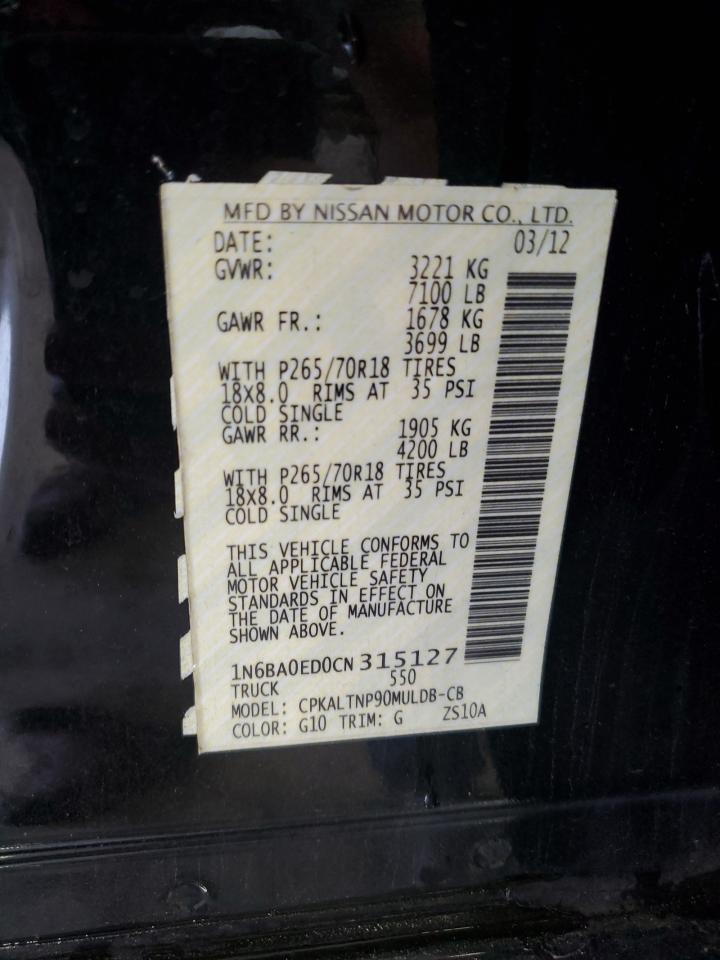 MFD BY NISSAN MOTOR CO., LTD.
DATE: 03/12
GVWR: 3221 KG
7100 LB
GAWR FR.: 1678 KG
3699 LB
WITH P265/70R18 TIRES
18X8.0 RIMS AT 35 PSI
COLD SINGLE
GAWR RR.: 1905 KG
4200 LB
WITH P265/70R18 TIRES
18X8.0 RIMS AT 35 PSI
COLD SINGLE
THIS VEHICLE CONFORMS TO
ALL APPLICABLE FEDERAL
MOTOR VEHICLE SAFETY
STANDARDS IN EFFECT ON
THE DATE OF MANUFACTURE
SHOWN ABOVE.
1N6BA0ED0CN 315127
TRUCK 550
MODEL: CPKALTNP90MULDB-CB
COLOR: G10 TRIM: G ZS10A